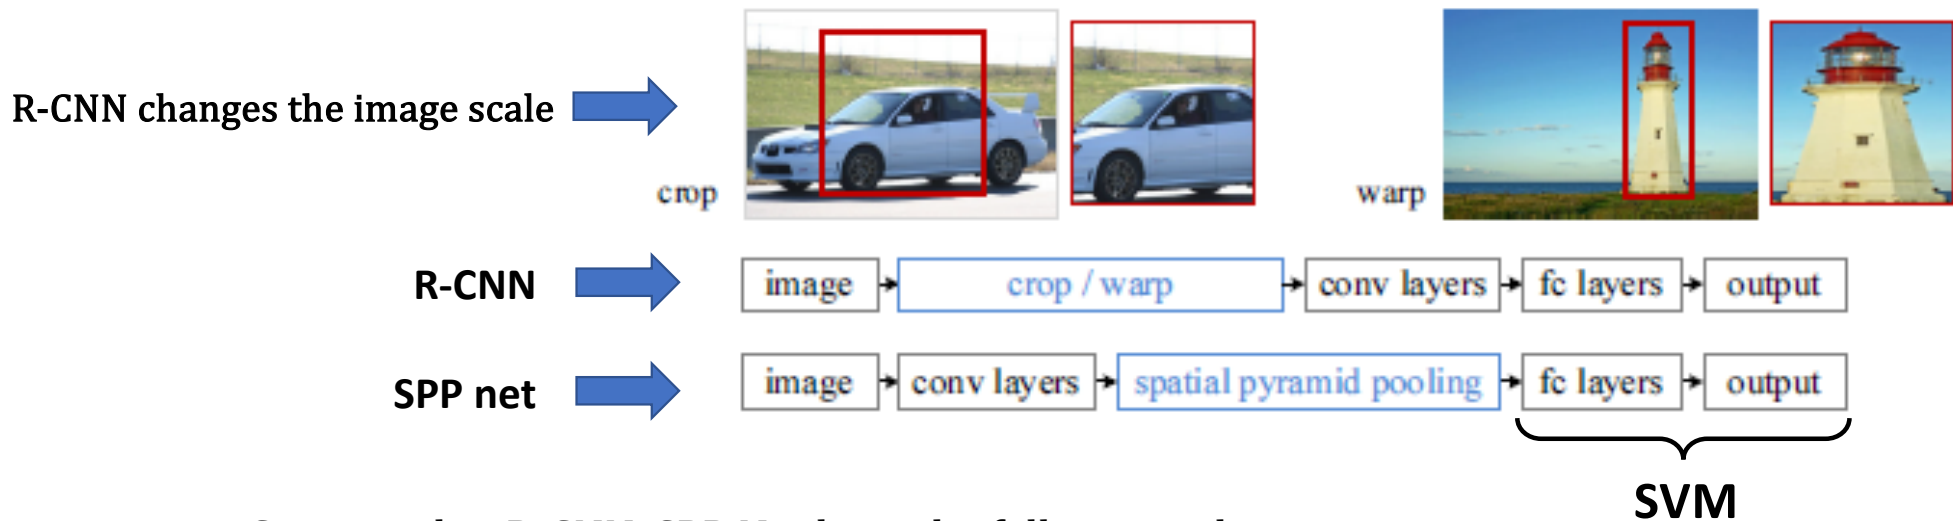 R-CNN changes the image scale
crop
warp
R-CNN
image
crop / warp
conv layers
fc layers
output
SPP net
image
conv layers
spatial pyramid pooling
fc layers
output
SVM